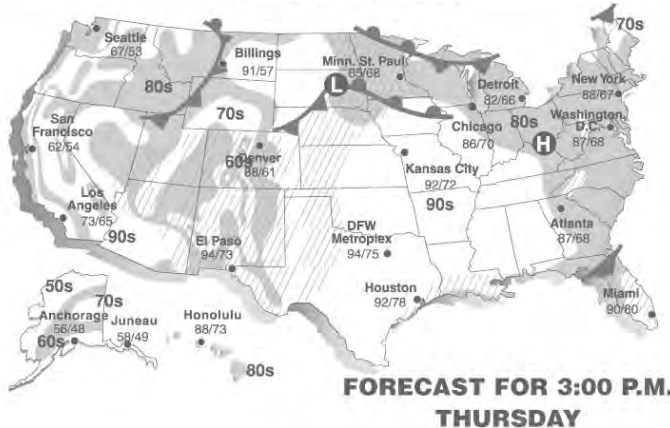 70s
Seattle
67/53
Billings
91/57
Minn. St. Paul
85/68
80s
L
Detroit
82/66
New York
88/67
70s
San
Francisco
62/54
60s
Denver
88/61
Chicago
86/70
80s
Washington,
D.C.
87/68
H
Kansas City
92/72
Los
Angeles
73/65
90s
90s
El Paso
94/73
DFW
Metroplex
94/75
Atlanta
87/68
50s
70s
Anchorage
56/48
60s
Juneau
58/49
Honolulu
88/73
80s
Houston
92/78
Miami
90/80
FORECAST FOR 3:00 P.M.
THURSDAY